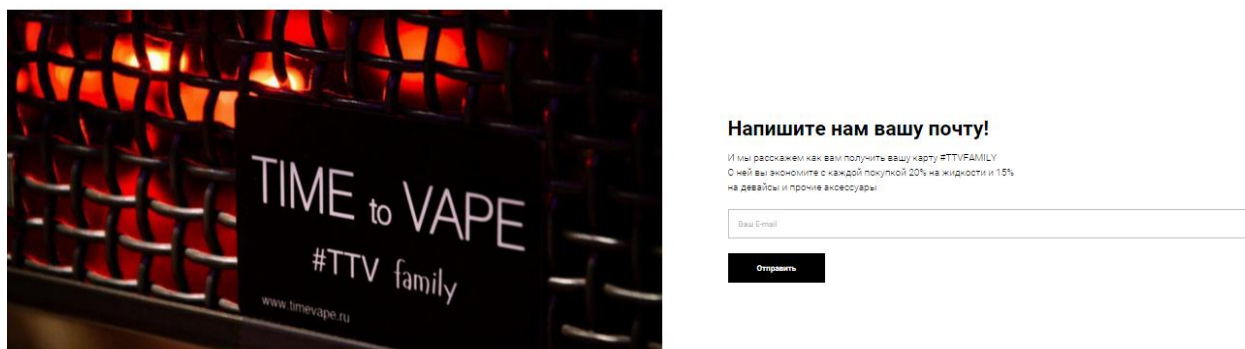 TIME to VAPE
#TTV family
www.timevape.ru
Напишите нам вашу почту!
И мы расскажем как вам получить вашу карту #TTVFAMILY
С ней вы экономите с каждой покупкой 20% на жидкости и 15%
на девайсы и прочие аксессуары
Ваш E-mail
Отправить